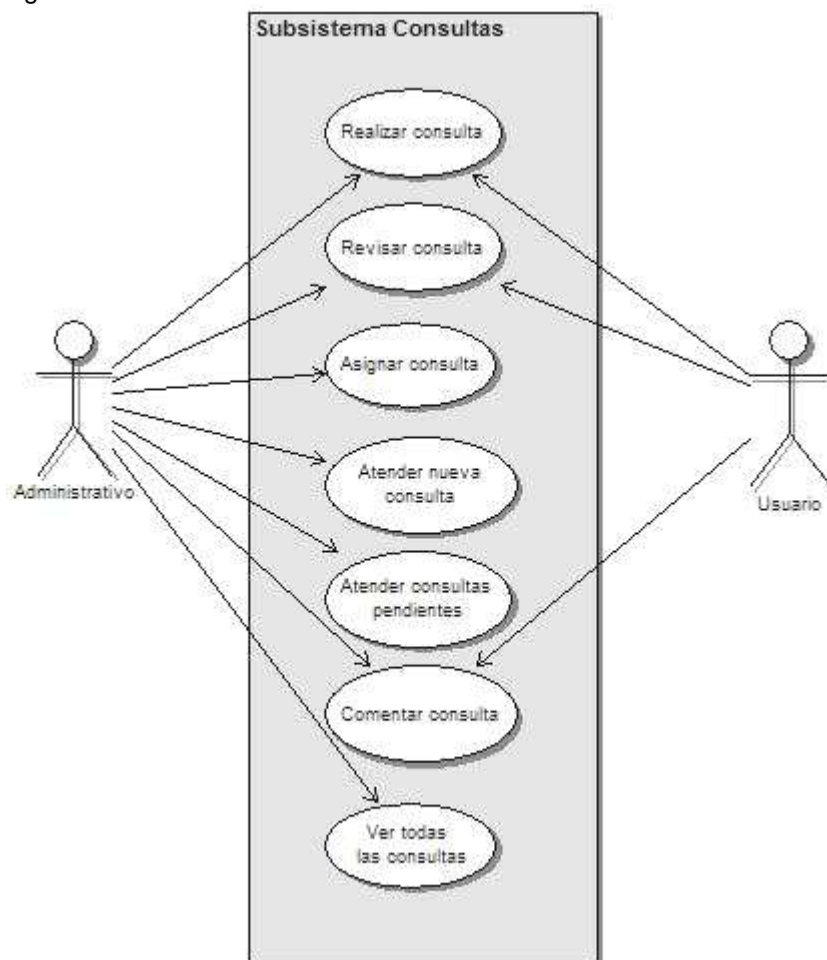 Subsistema Consultas
Realizar consulta
Revisar consulta
Asignar consulta
Atender nueva
consulta
Administrativo
Usuario
Atender consultas
pendientes
Comentar consulta
Ver todas
las consultas